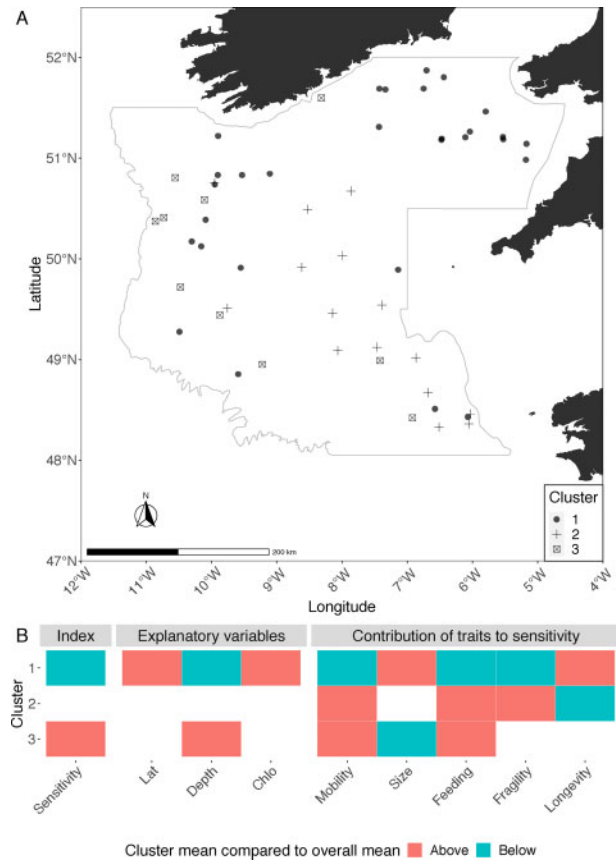 A
52°N
51°N
50°N
49°N
48°N
47°N
Latitude
N
200 km
Cluster
1
2
3
12°W 11°W 10°W 9°W 8°W 7°W 6°W 5°W 4°W
Longitude
B
Index Explanatory variables Contribution of traits to sensitivity
Cluster
1
2
3
Sensitivity Lat Depth Chlo Mobility Size Feeding Fragility Longevity
Cluster mean compared to overall mean Above Below